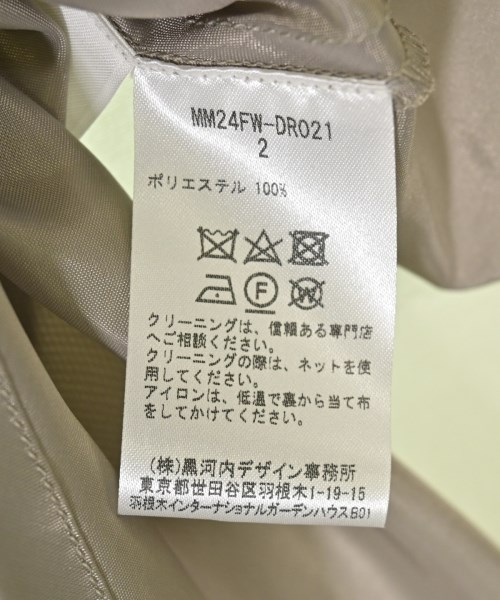 MM24FW-DR021
2
ポリエステル 100%
F
W
クリーニングは、信頼ある専門店
へご相談ください。
クリーニングの際は、ネットを使
用してください。
アイロンは、低温で裏から当て布
をしてかけてください。
(株)黒河内デザイン事務所
東京都世田谷区羽根木1-19-15
羽根木インターナショナルガーデンハウスB01